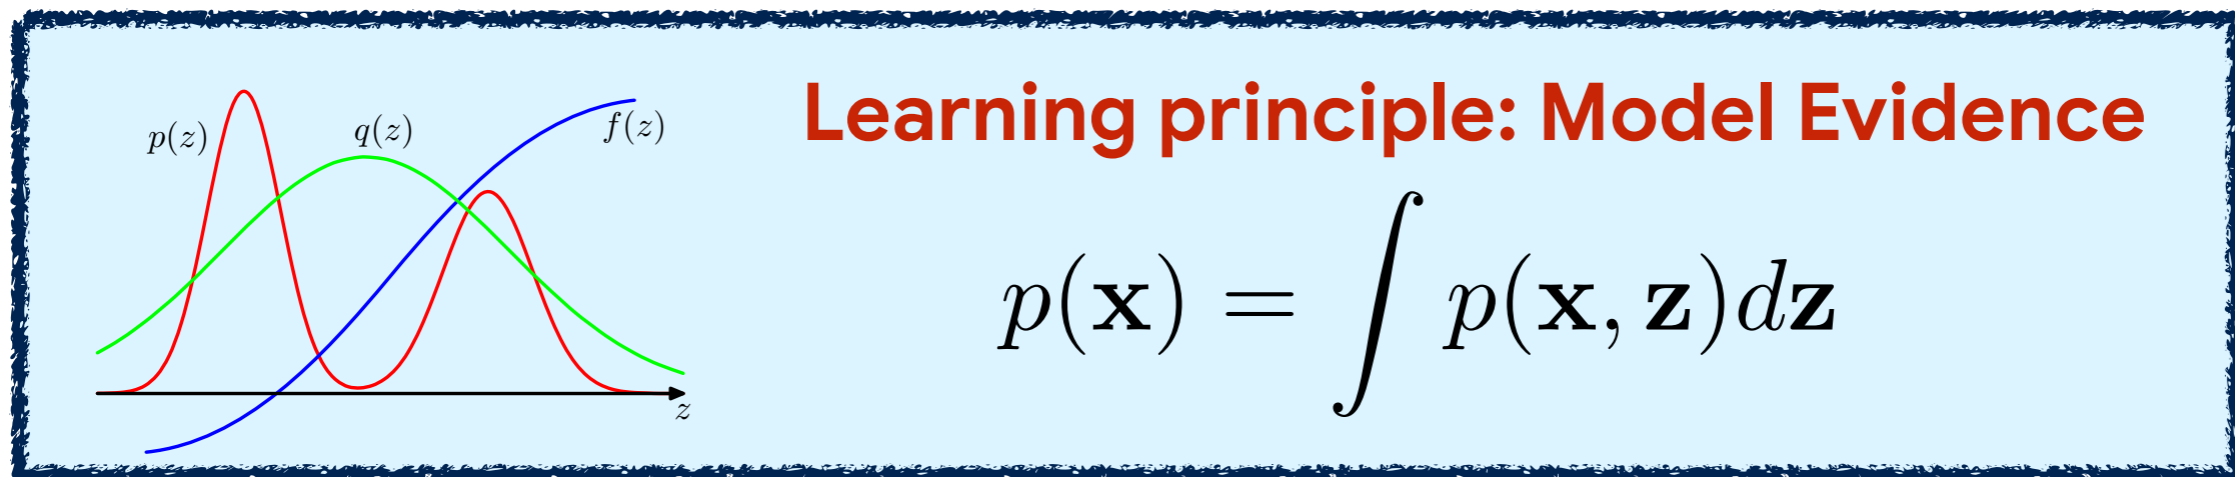 p(z)
q(z)
f(z)
z
Learning principle: Model Evidence
p(𝐱) = ∫ p(𝐱, 𝐳)d𝐳